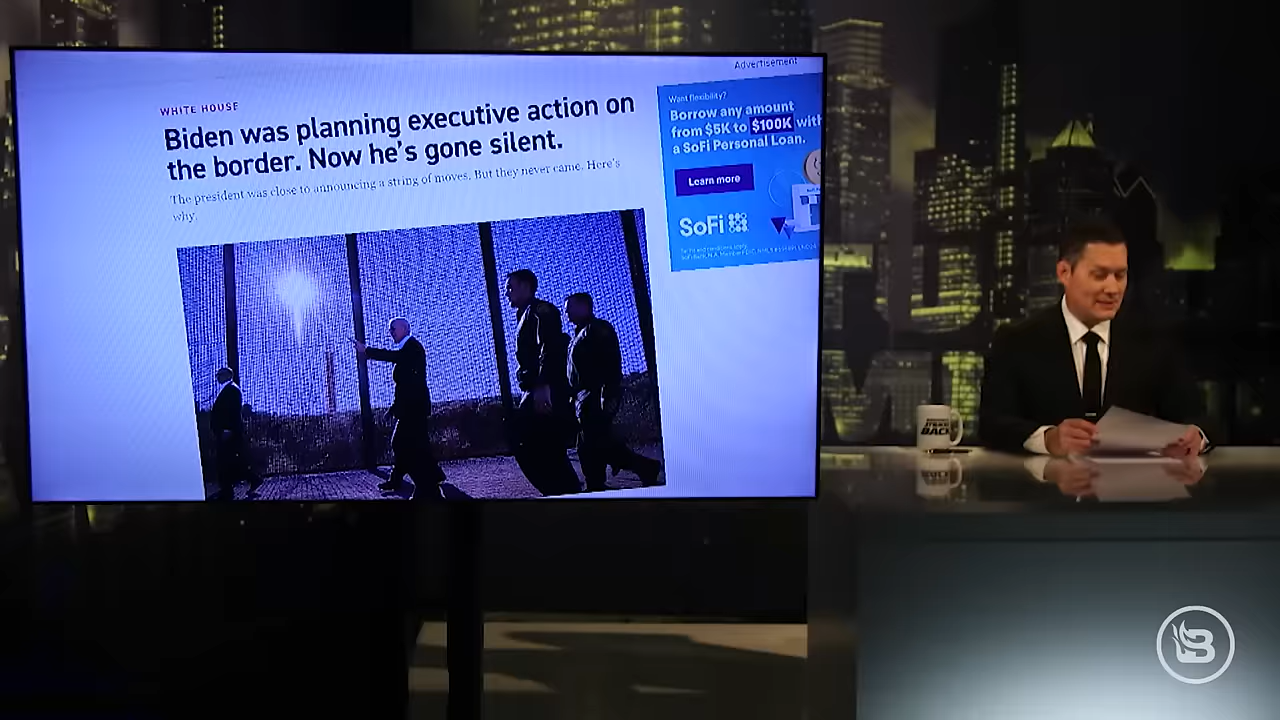 WHITE HOUSE
Biden was planning executive action on
the border. Now he's gone silent.
The president was close to announcing a string of moves. But they never came. Here's
why.
Advertisement
Want flexibility?
Borrow any amount
from $5K to $100K with
a SoFi Personal Loan.
Learn more
SoFi
BACK
B